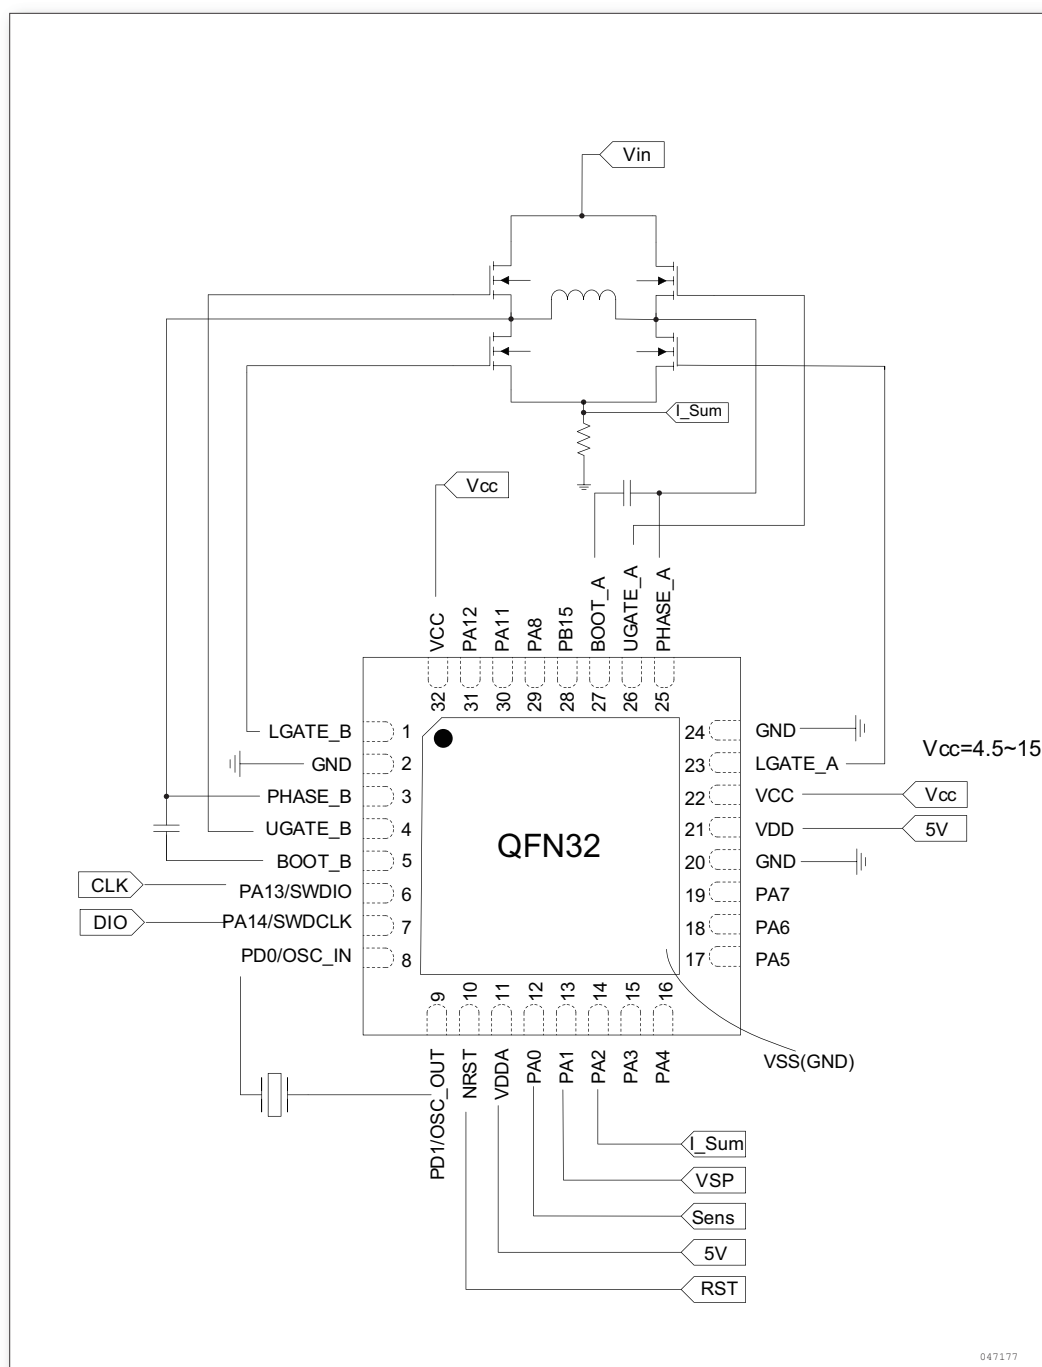 Vin
I_Sum
Vcc
VCC
PA12
PA11
PA8
PB15
BOOT_A
UGATE_A
PHASE_A
32
31
30
29
28
27
26
25
LGATE_B 1
GND 2
PHASE_B 3
UGATE_B 4
BOOT_B 5
CLK PA13/SWDIO 6
DIO PA14/SWDCLK 7
PD0/OSC_IN 8
QFN32
24 GND
23 LGATE_A
Vcc=4.5~15
22 VCC Vcc
21 VDD 5V
20 GND
19 PA7
18 PA6
17 PA5
9
10
11
12
13
14
15
16
PD1/OSC_OUT
NRST
VDDA
PA0
PA1
PA2
PA3
PA4
VSS(GND)
I_Sum
VSP
Sens
5V
RST
047177